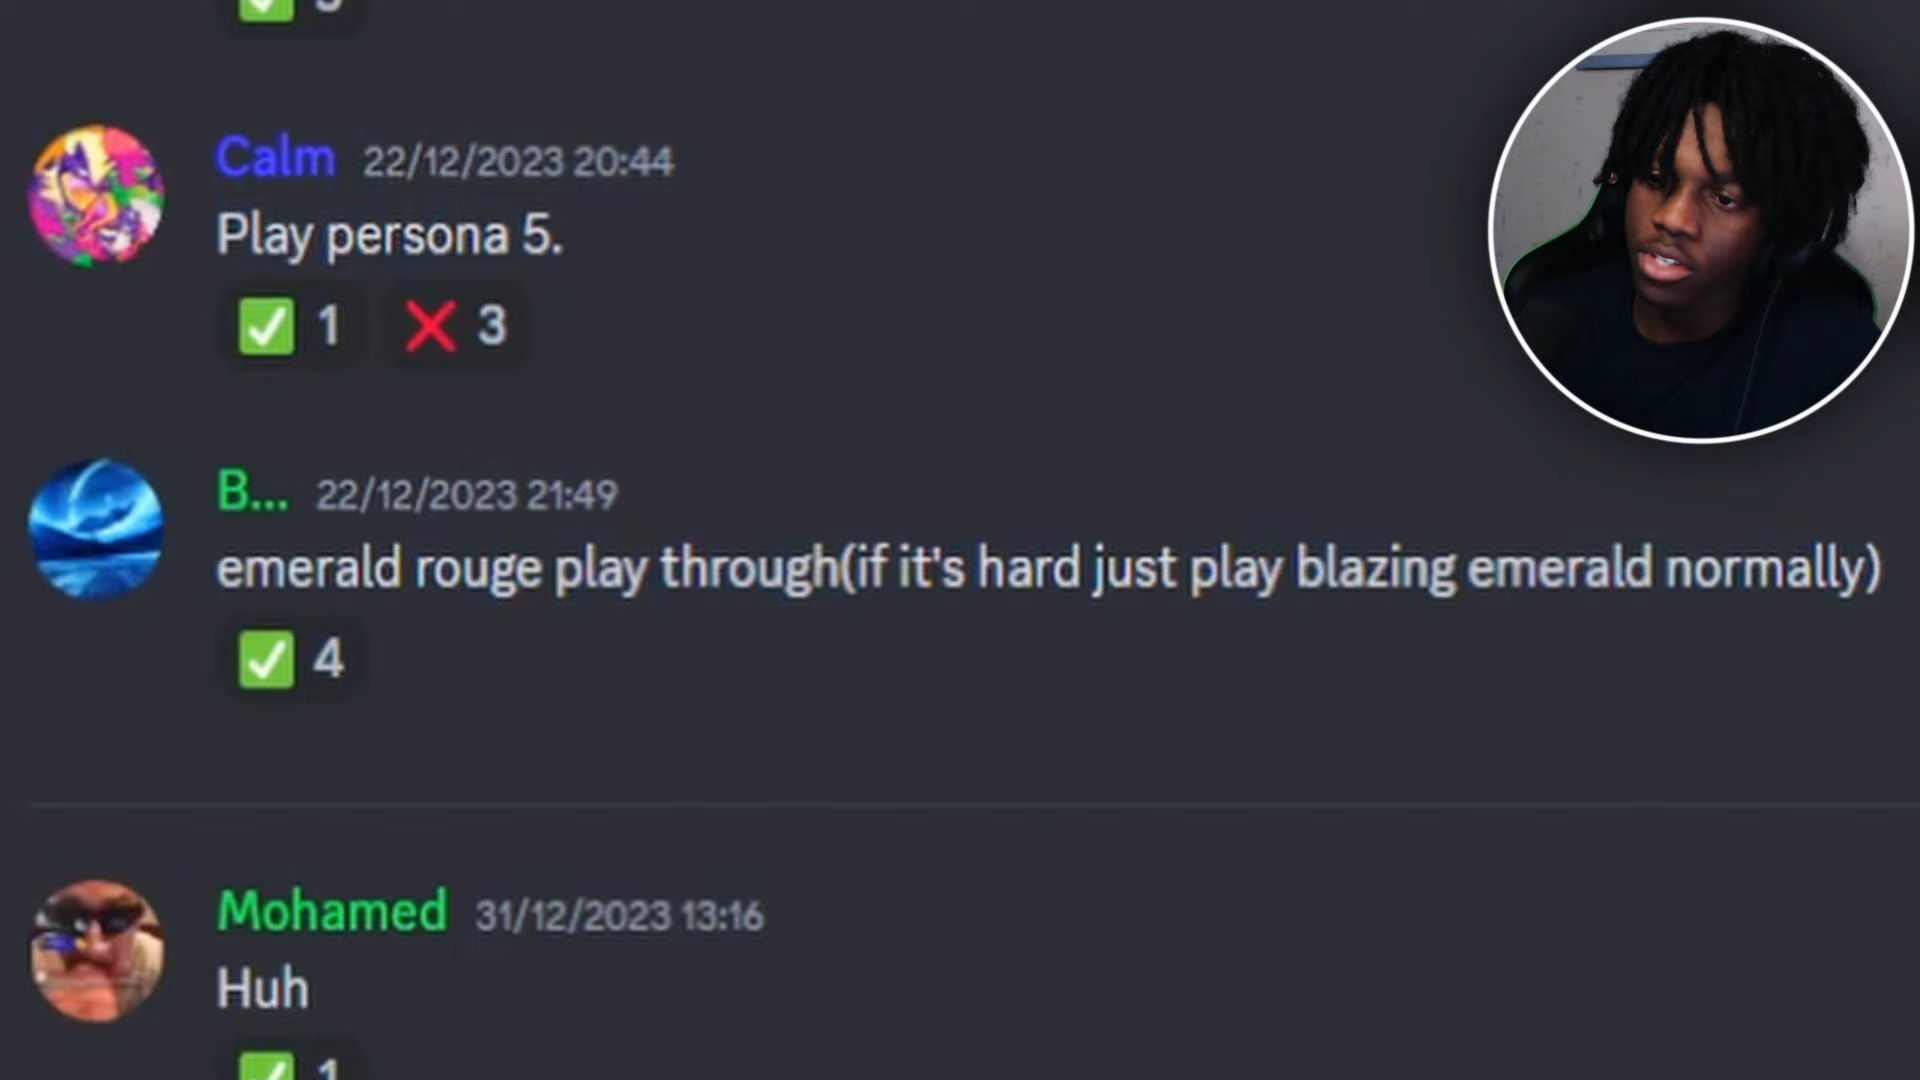 Calm 22/12/2023 20:44
Play persona 5.
1 3
B... 22/12/2023 21:49
emerald rouge play through(if it's hard just play blazing emerald normally)
4
Mohamed 31/12/2023 13:16
Huh
1